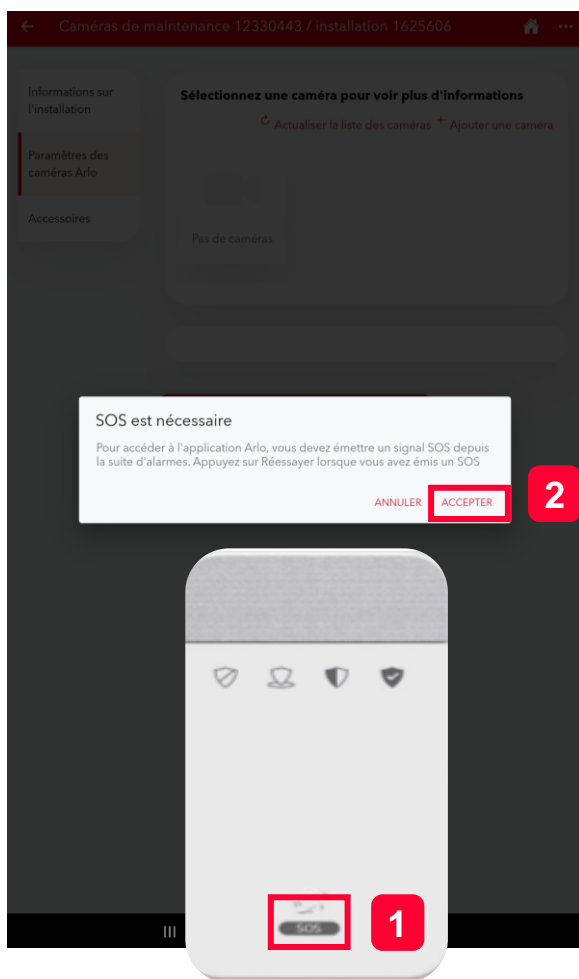 Caméras de maintenance 12330443 / installation 1625606
Informations sur
l'installation
Paramètres des
caméras Arlo
Accessoires
Sélectionnez une caméra pour voir plus d'informations
Actualiser la liste des caméras + Ajouter une caméra
Pas de caméras
SOS est nécessaire
Pour accéder à l'application Arlo, vous devez émettre un signal SOS depuis
la suite d'alarmes. Appuyez sur Réessayer lorsque vous avez émis un SOS
ANNULER ACCEPTER
2
SOS
1